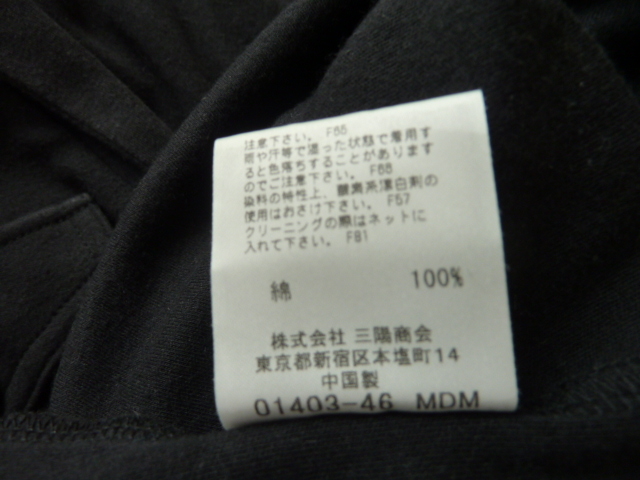 注意下さい。 F65
雨や汗等で湿った状態で着用す
ると色落ちすることがあります
のでご注意下さい。 F66
染料の特性上、酸素系漂白剤の
使用はおさけ下さい。 F57
クリーニングの際はネットに
入れて下さい。 F81
綿 100%
株式会社 三陽商会
東京都新宿区本塩町14
中国製
01403-46 MDM